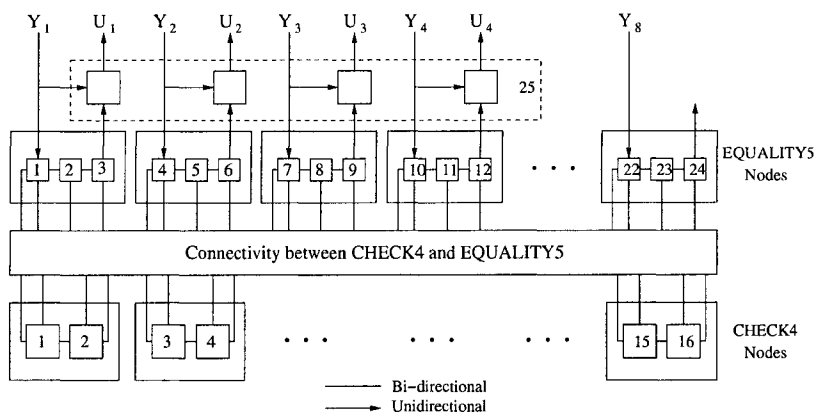 Y1 U1 Y2 U2 Y3 U3 Y4 U4 Y8
25
1 2 3 4 5 6 7 8 9 10 11 12 . . . 22 23 24
EQUALITY5
Nodes
Connectivity between CHECK4 and EQUALITY5
1 2 3 4 . . . . . . . . . 15 16
CHECK4
Nodes
Bi-directional
Unidirectional